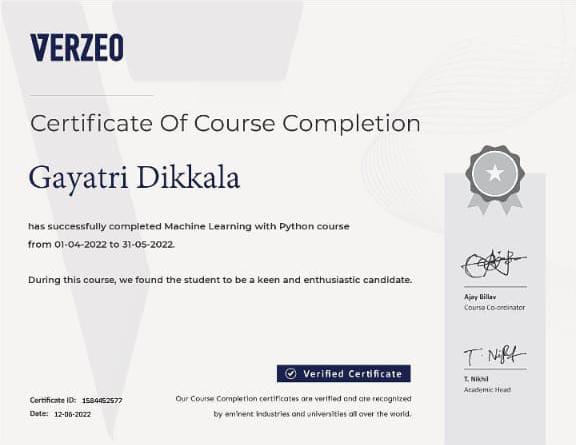 VERZEO
Certificate Of Course Completion
Gayatri Dikkala
has successfully completed Machine Learning with Python course
from 01-04-2022 to 31-05-2022.
During this course, we found the student to be a keen and enthusiastic candidate.
Ajay Billav
Course Co-ordinator
T. Nikhil
T. Nikhil
Academic Head
Verified Certificate
Certificate ID: 1584452577
Date: 12-06-2022
Our Course Completion certificates are verified and are recognized
by eminent industries and universities all over the world.